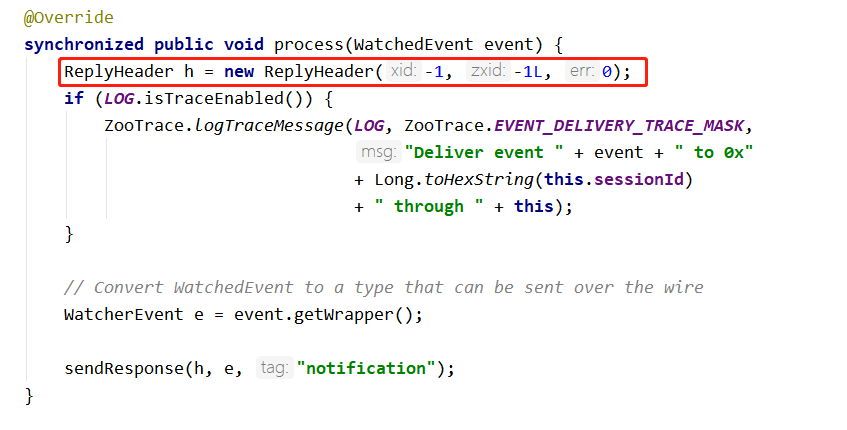 @Override
synchronized public void process(WatchedEvent event) {
ReplyHeader h = new ReplyHeader( xid: -1, zxid: -1L, err: 0);
if (LOG.isTraceEnabled()) {
ZooTrace.logTraceMessage(LOG, ZooTrace.EVENT_DELIVERY_TRACE_MASK,
msg: "Deliver event " + event + " to 0x"
+ Long.toHexString(this.sessionId)
+ " through " + this);
}
// Convert WatchedEvent to a type that can be sent over the wire
WatcherEvent e = event.getWrapper();
sendResponse(h, e, tag: "notification");
}